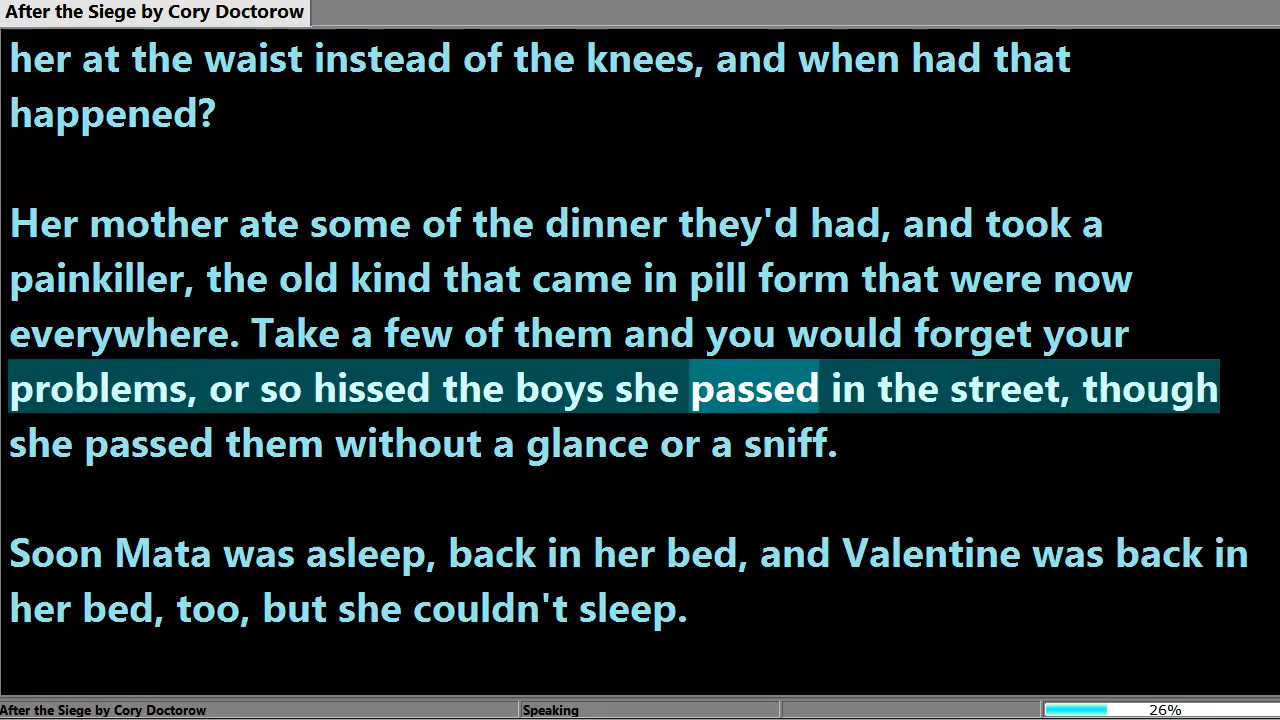 After the Siege by Cory Doctorow
her at the waist instead of the knees, and when had that
happened?
Her mother ate some of the dinner they'd had, and took a
painkiller, the old kind that came in pill form that were now
everywhere. Take a few of them and you would forget your
problems, or so hissed the boys she passed in the street, though
she passed them without a glance or a sniff.
Soon Mata was asleep, back in her bed, and Valentine was back in
her bed, too, but she couldn't sleep.
After the Siege by Cory Doctorow Speaking 26%